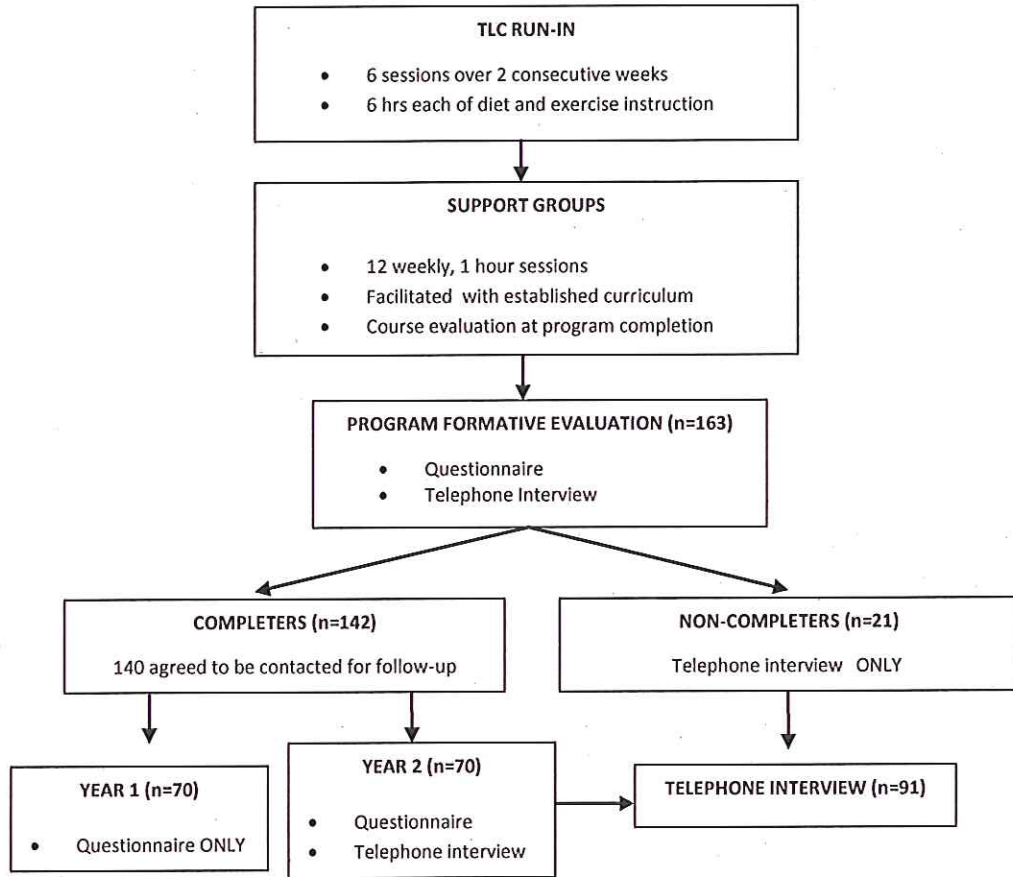 TLC RUN-IN
• 6 sessions over 2 consecutive weeks
• 6 hrs each of diet and exercise instruction
SUPPORT GROUPS
• 12 weekly, 1 hour sessions
• Facilitated with established curriculum
• Course evaluation at program completion
PROGRAM FORMATIVE EVALUATION (n=163)
• Questionnaire
• Telephone Interview
COMPLETERS (n=142)
140 agreed to be contacted for follow-up
NON-COMPLETERS (n=21)
Telephone interview ONLY
YEAR 1 (n=70)
• Questionnaire ONLY
YEAR 2 (n=70)
• Questionnaire
• Telephone interview
TELEPHONE INTERVIEW (n=91)